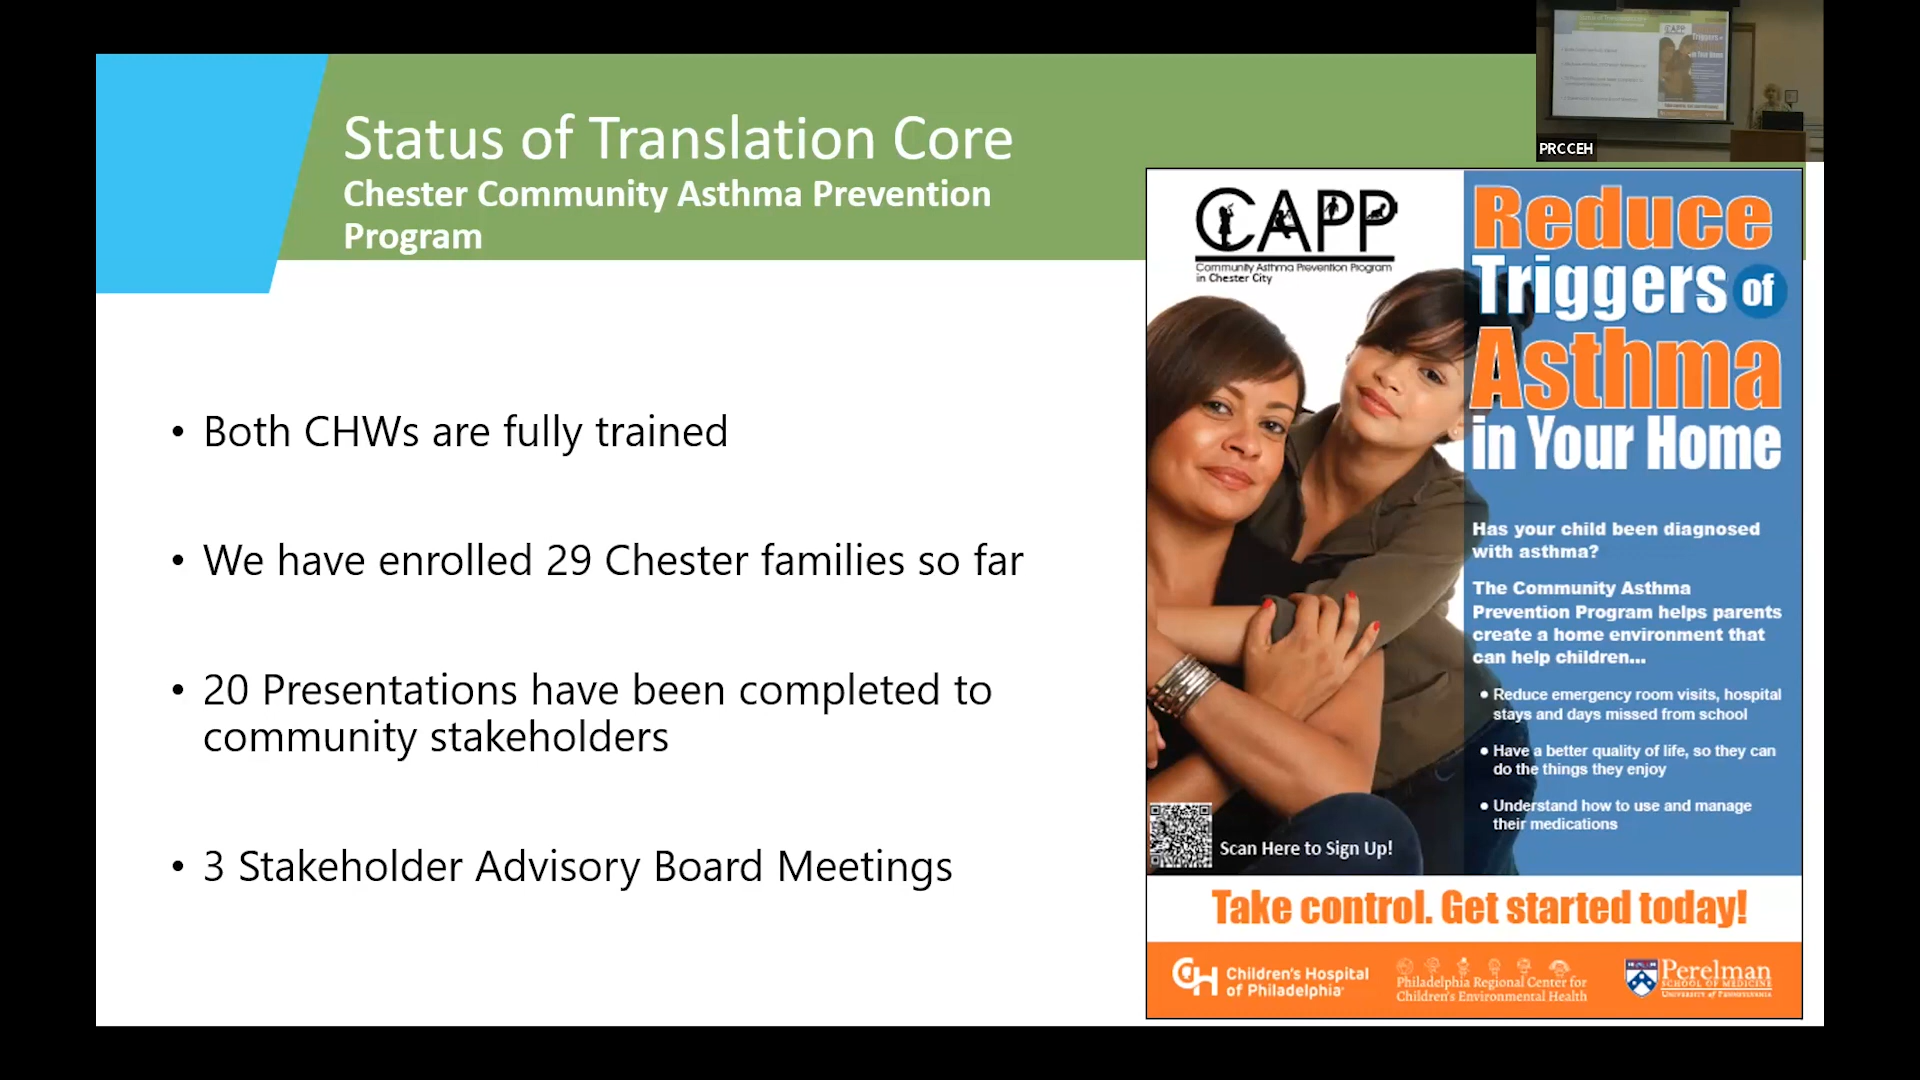 Status of Translation Core
Chester Community Asthma Prevention
Program
• Both CHWs are fully trained
• We have enrolled 29 Chester families so far
• 20 Presentations have been completed to
community stakeholders
• 3 Stakeholder Advisory Board Meetings
PRCCEH
CAPP
Community Asthma Prevention Program
in Chester City
Reduce
Triggers of
Asthma
in Your Home
Has your child been diagnosed
with asthma?
The Community Asthma
Prevention Program helps parents
create a home environment that
can help children...
• Reduce emergency room visits, hospital
stays and days missed from school
• Have a better quality of life, so they can
do the things they enjoy
• Understand how to use and manage
their medications
Scan Here to Sign Up!
Take control. Get started today!
CH Children's Hospital
of Philadelphia
Philadelphia Regional Center for
Children's Environmental Health
Perelman
School of Medicine
University of Pennsylvania